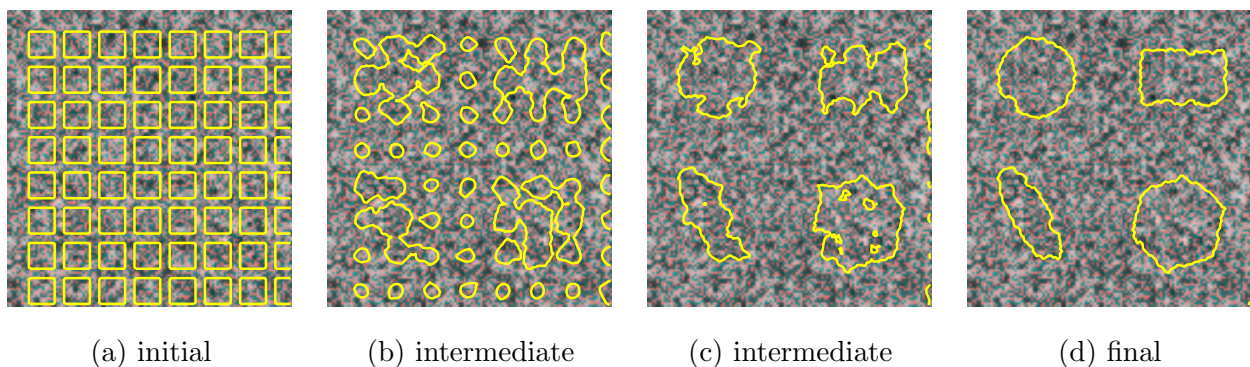 (a) initial
(b) intermediate
(c) intermediate
(d) final